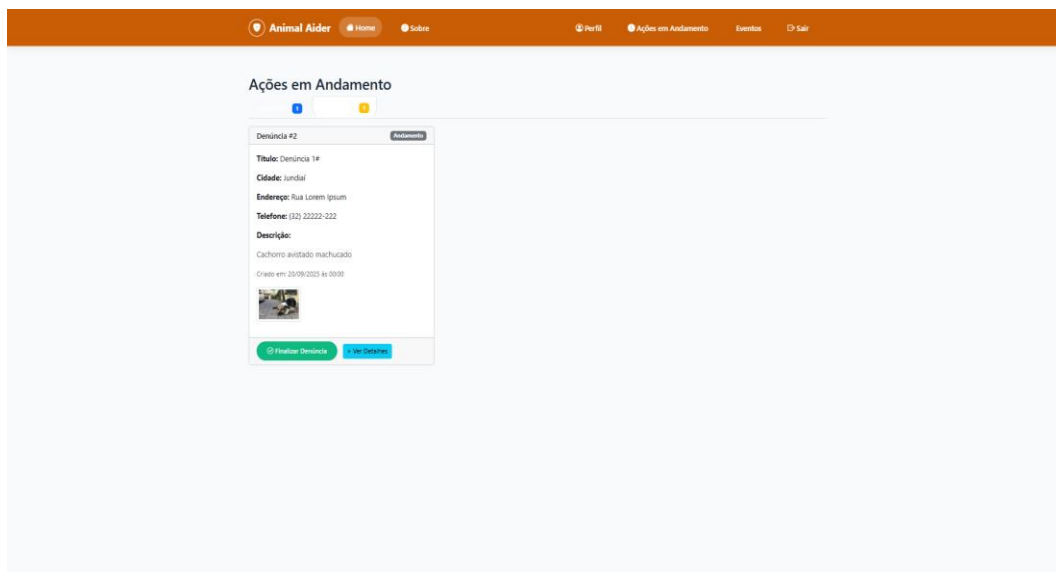 Animal Aider Home Sobre Perfil Ações em Andamento Eventos Sair
Ações em Andamento
1
Denúncia #2 Andamento
Título: Denúncia 1#
Cidade: Jundiaí
Endereço: Rua Lorem Ipsum
Telefone: (32) 22222-222
Descrição:
Cachorro avistado machucado
Criado em: 20/09/2025 às 00:00
Finalizar Denúncia Ver Detalhes